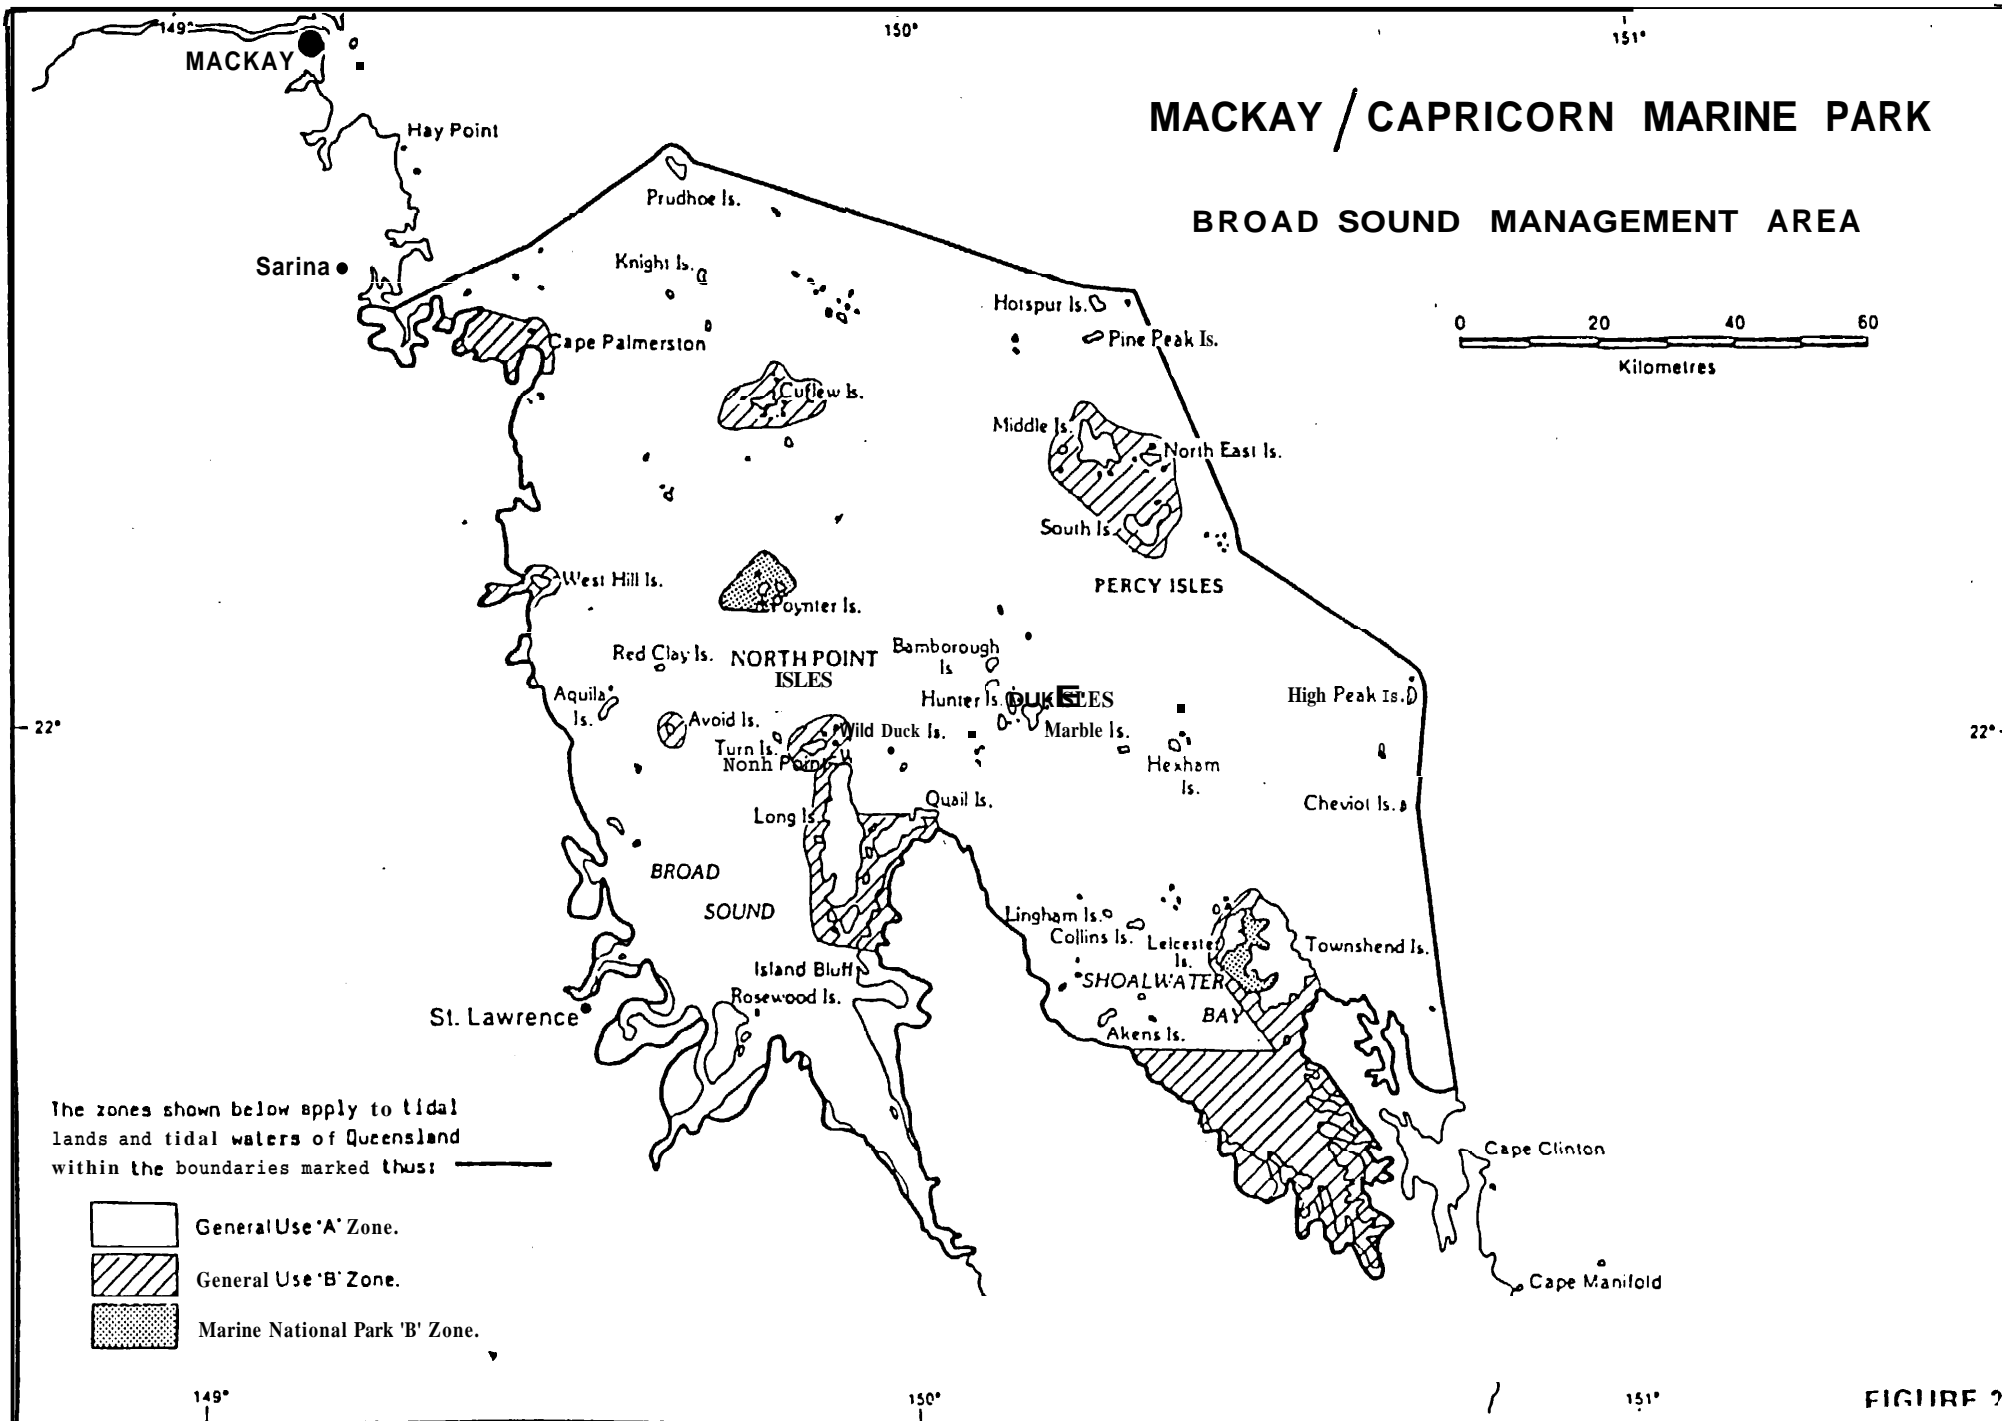 149°
150°
151°
MACKAY
Hay Point
MACKAY / CAPRICORN MARINE PARK
Prudhoe Is.
BROAD SOUND MANAGEMENT AREA
Sarina
Knight Is.
Hotspur Is.
0 20 40 60
Kilometres
Pine Peak Is.
Cape Palmerston
Curlew Is.
Middle Is.
North East Is.
South Is.
West Hill Is.
PERCY ISLES
Poynter Is.
Red Clay Is.
NORTH POINT
ISLES
Bamborough
Is
Aquila
Is.
Hunter Is.
DUKE ISLES
High Peak Is.
Avoid Is.
22°
Wild Duck Is.
Marble Is.
22°
Turn Is.
North Point
Hexham
Is.
Quail Is.
Cheviot Is.
Long Is.
BROAD
SOUND
Lingham Is.
Collins Is.
Leicester
Is.
Townshend Is.
Island Bluff
SHOALWATER
BAY
Rosewood Is.
St. Lawrence
Akens Is.
The zones shown below apply to tidal
lands and tidal waters of Queensland
within the boundaries marked thus:
Cape Clinton
General Use 'A' Zone.
General Use 'B' Zone.
Cape Manifold
Marine National Park 'B' Zone.
149°
150°
151°
FIGURE 2